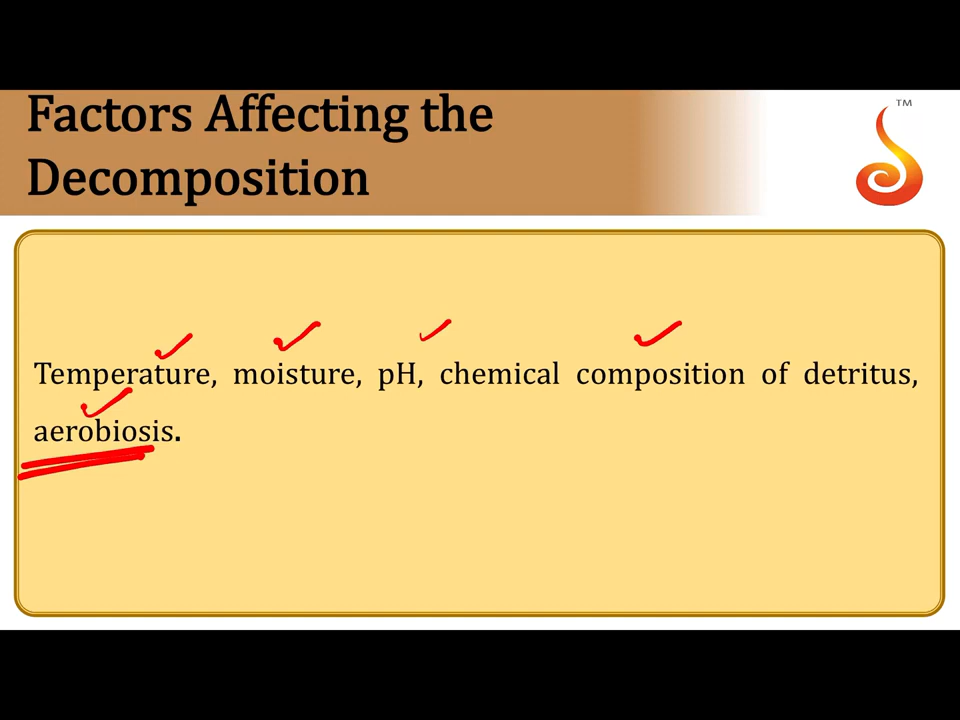 Factors Affecting the
Decomposition
TM
Temperature, moisture, pH, chemical composition of detritus,
aerobiosis.